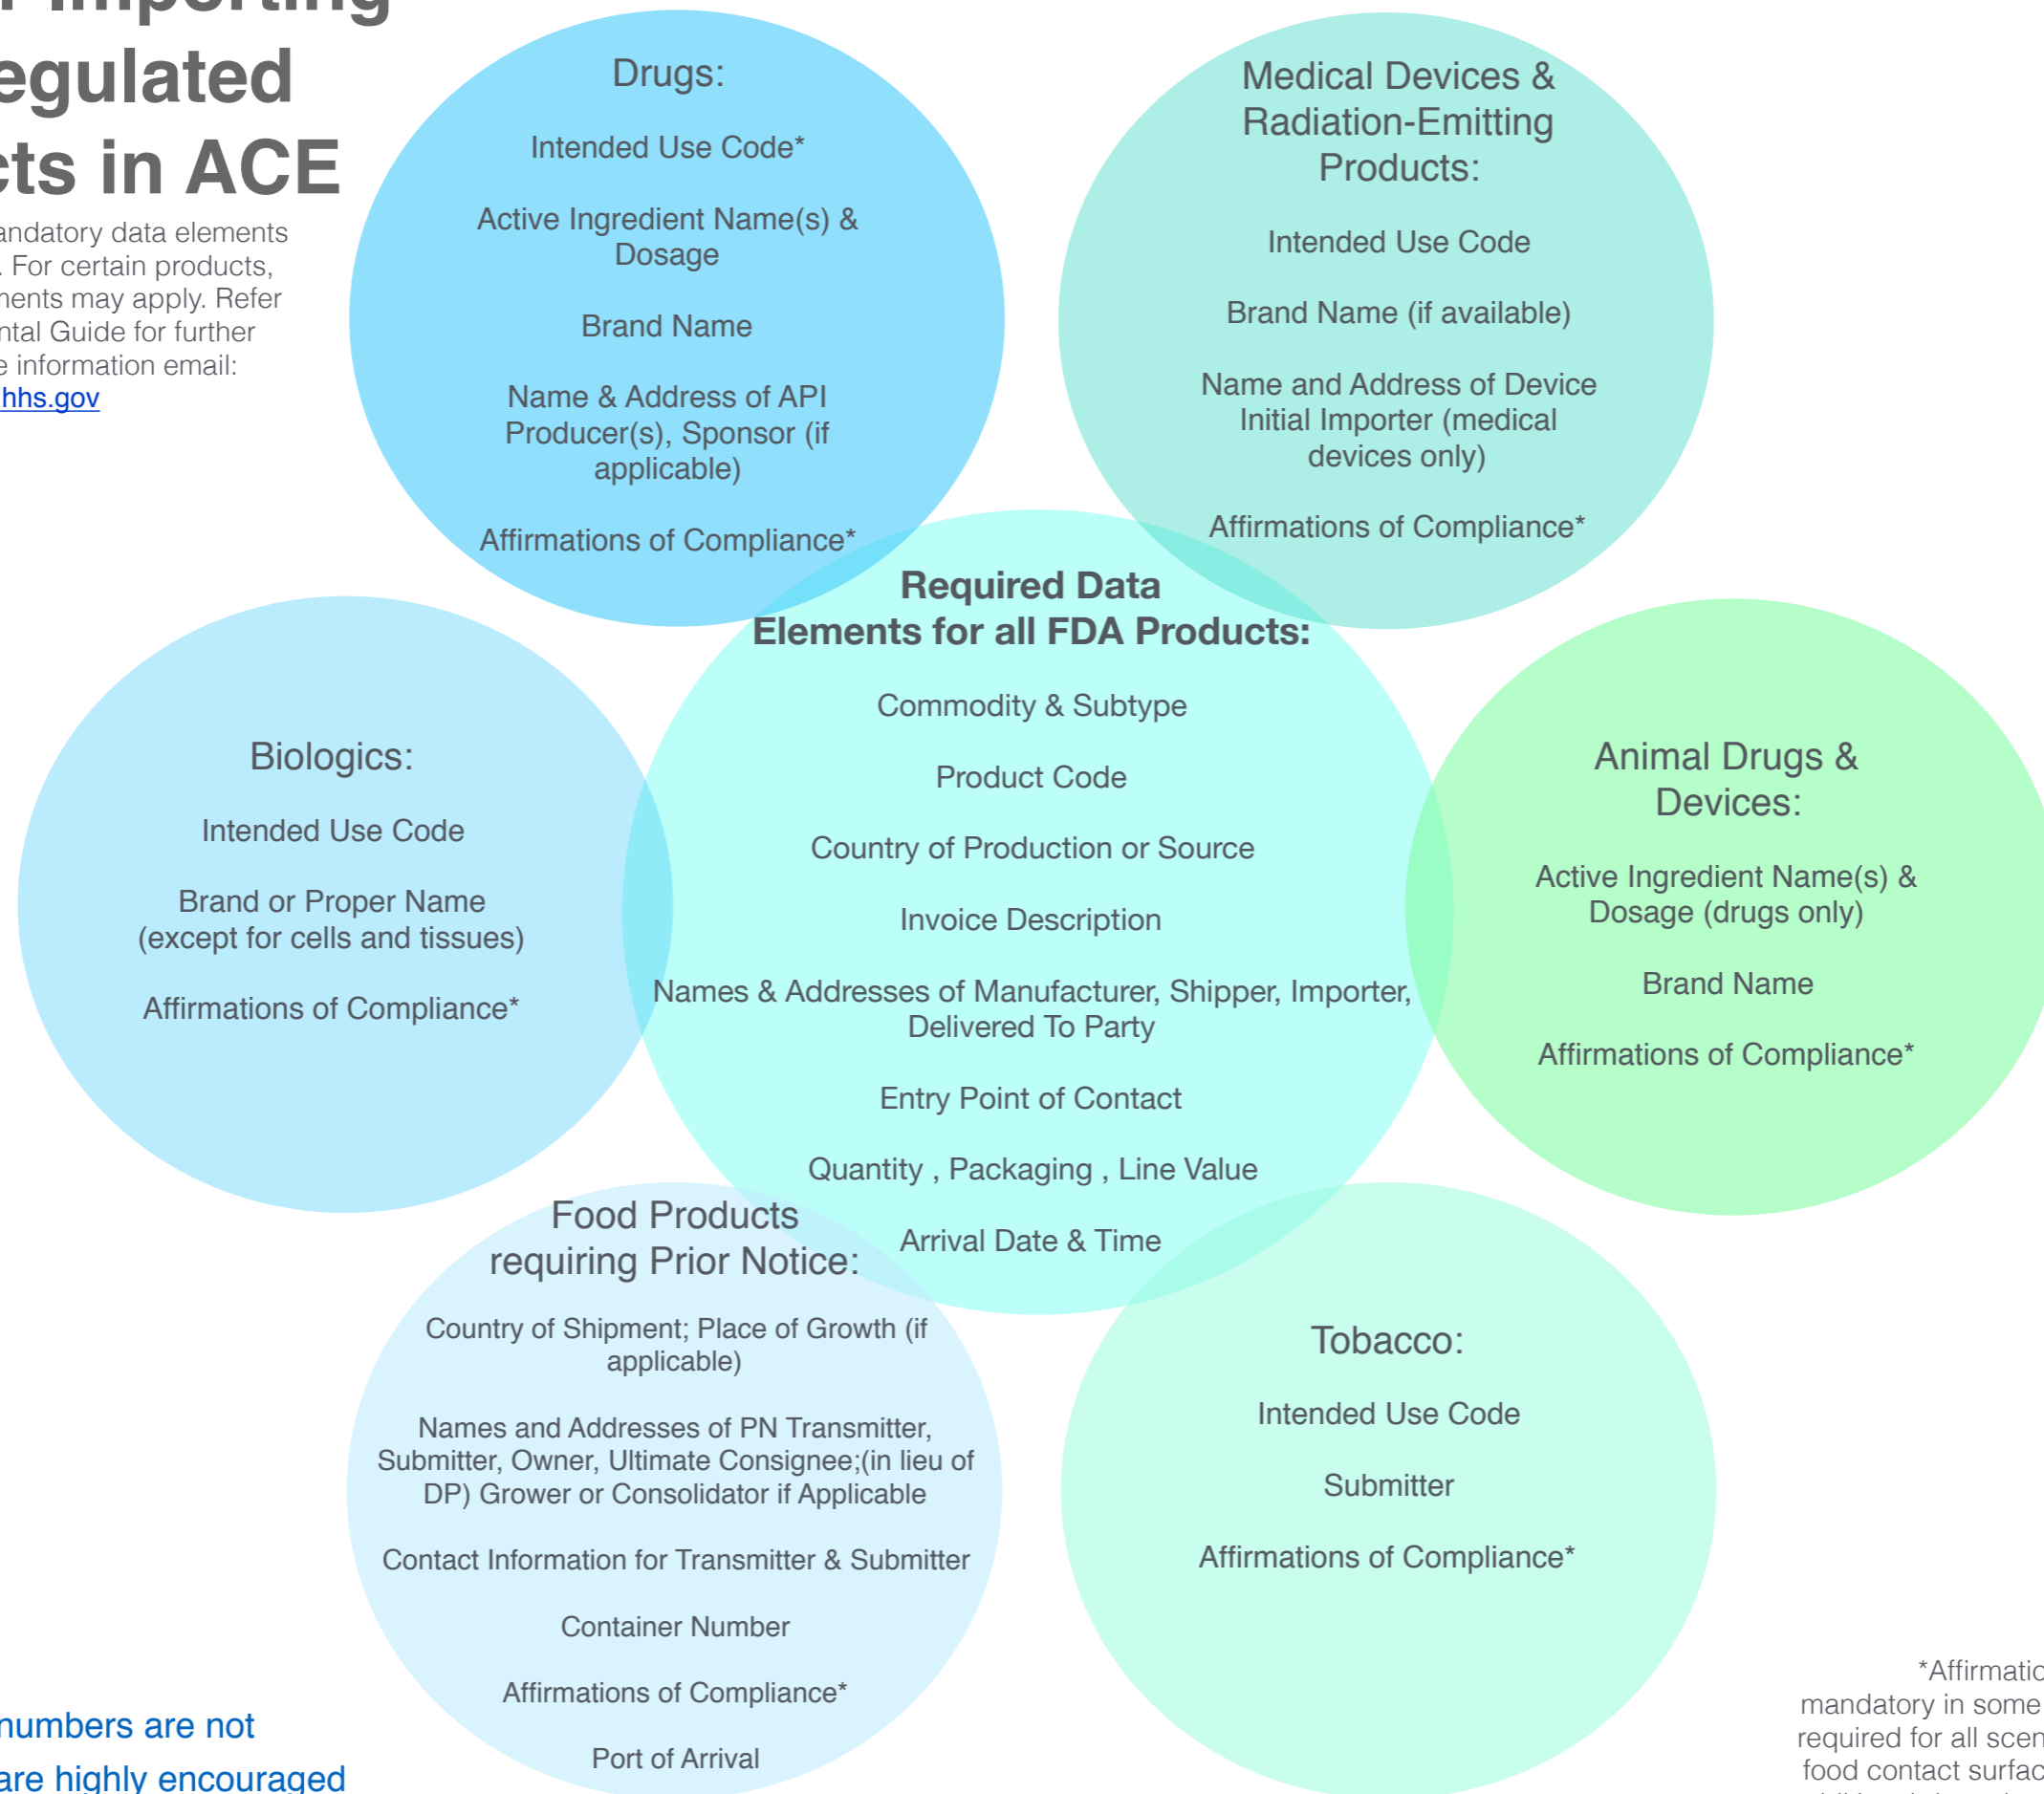 Importing
egulated
cts in ACE
andatory data elements
. For certain products,
ments may apply. Refer
ntal Guide for further
e information email:
hhs.gov
Drugs:
Intended Use Code*
Active Ingredient Name(s) &
Dosage
Brand Name
Name & Address of API
Producer(s), Sponsor (if
applicable)
Affirmations of Compliance*
Medical Devices &
Radiation-Emitting
Products:
Intended Use Code
Brand Name (if available)
Name and Address of Device
Initial Importer (medical
devices only)
Affirmations of Compliance*
Required Data
Elements for all FDA Products:
Commodity & Subtype
Product Code
Country of Production or Source
Invoice Description
Names & Addresses of Manufacturer, Shipper, Importer,
Delivered To Party
Entry Point of Contact
Quantity , Packaging , Line Value
Arrival Date & Time
Biologics:
Intended Use Code
Brand or Proper Name
(except for cells and tissues)
Affirmations of Compliance*
Animal Drugs &
Devices:
Active Ingredient Name(s) &
Dosage (drugs only)
Brand Name
Affirmations of Compliance*
Food Products
requiring Prior Notice:
Country of Shipment; Place of Growth (if
applicable)
Names and Addresses of PN Transmitter,
Submitter, Owner, Ultimate Consignee;(in lieu of
DP) Grower or Consolidator if Applicable
Contact Information for Transmitter & Submitter
Container Number
Affirmations of Compliance*
Port of Arrival
Tobacco:
Intended Use Code
Submitter
Affirmations of Compliance*
numbers are not
are highly encouraged
*Affirmatio
mandatory in some
required for all scen
food contact surfac